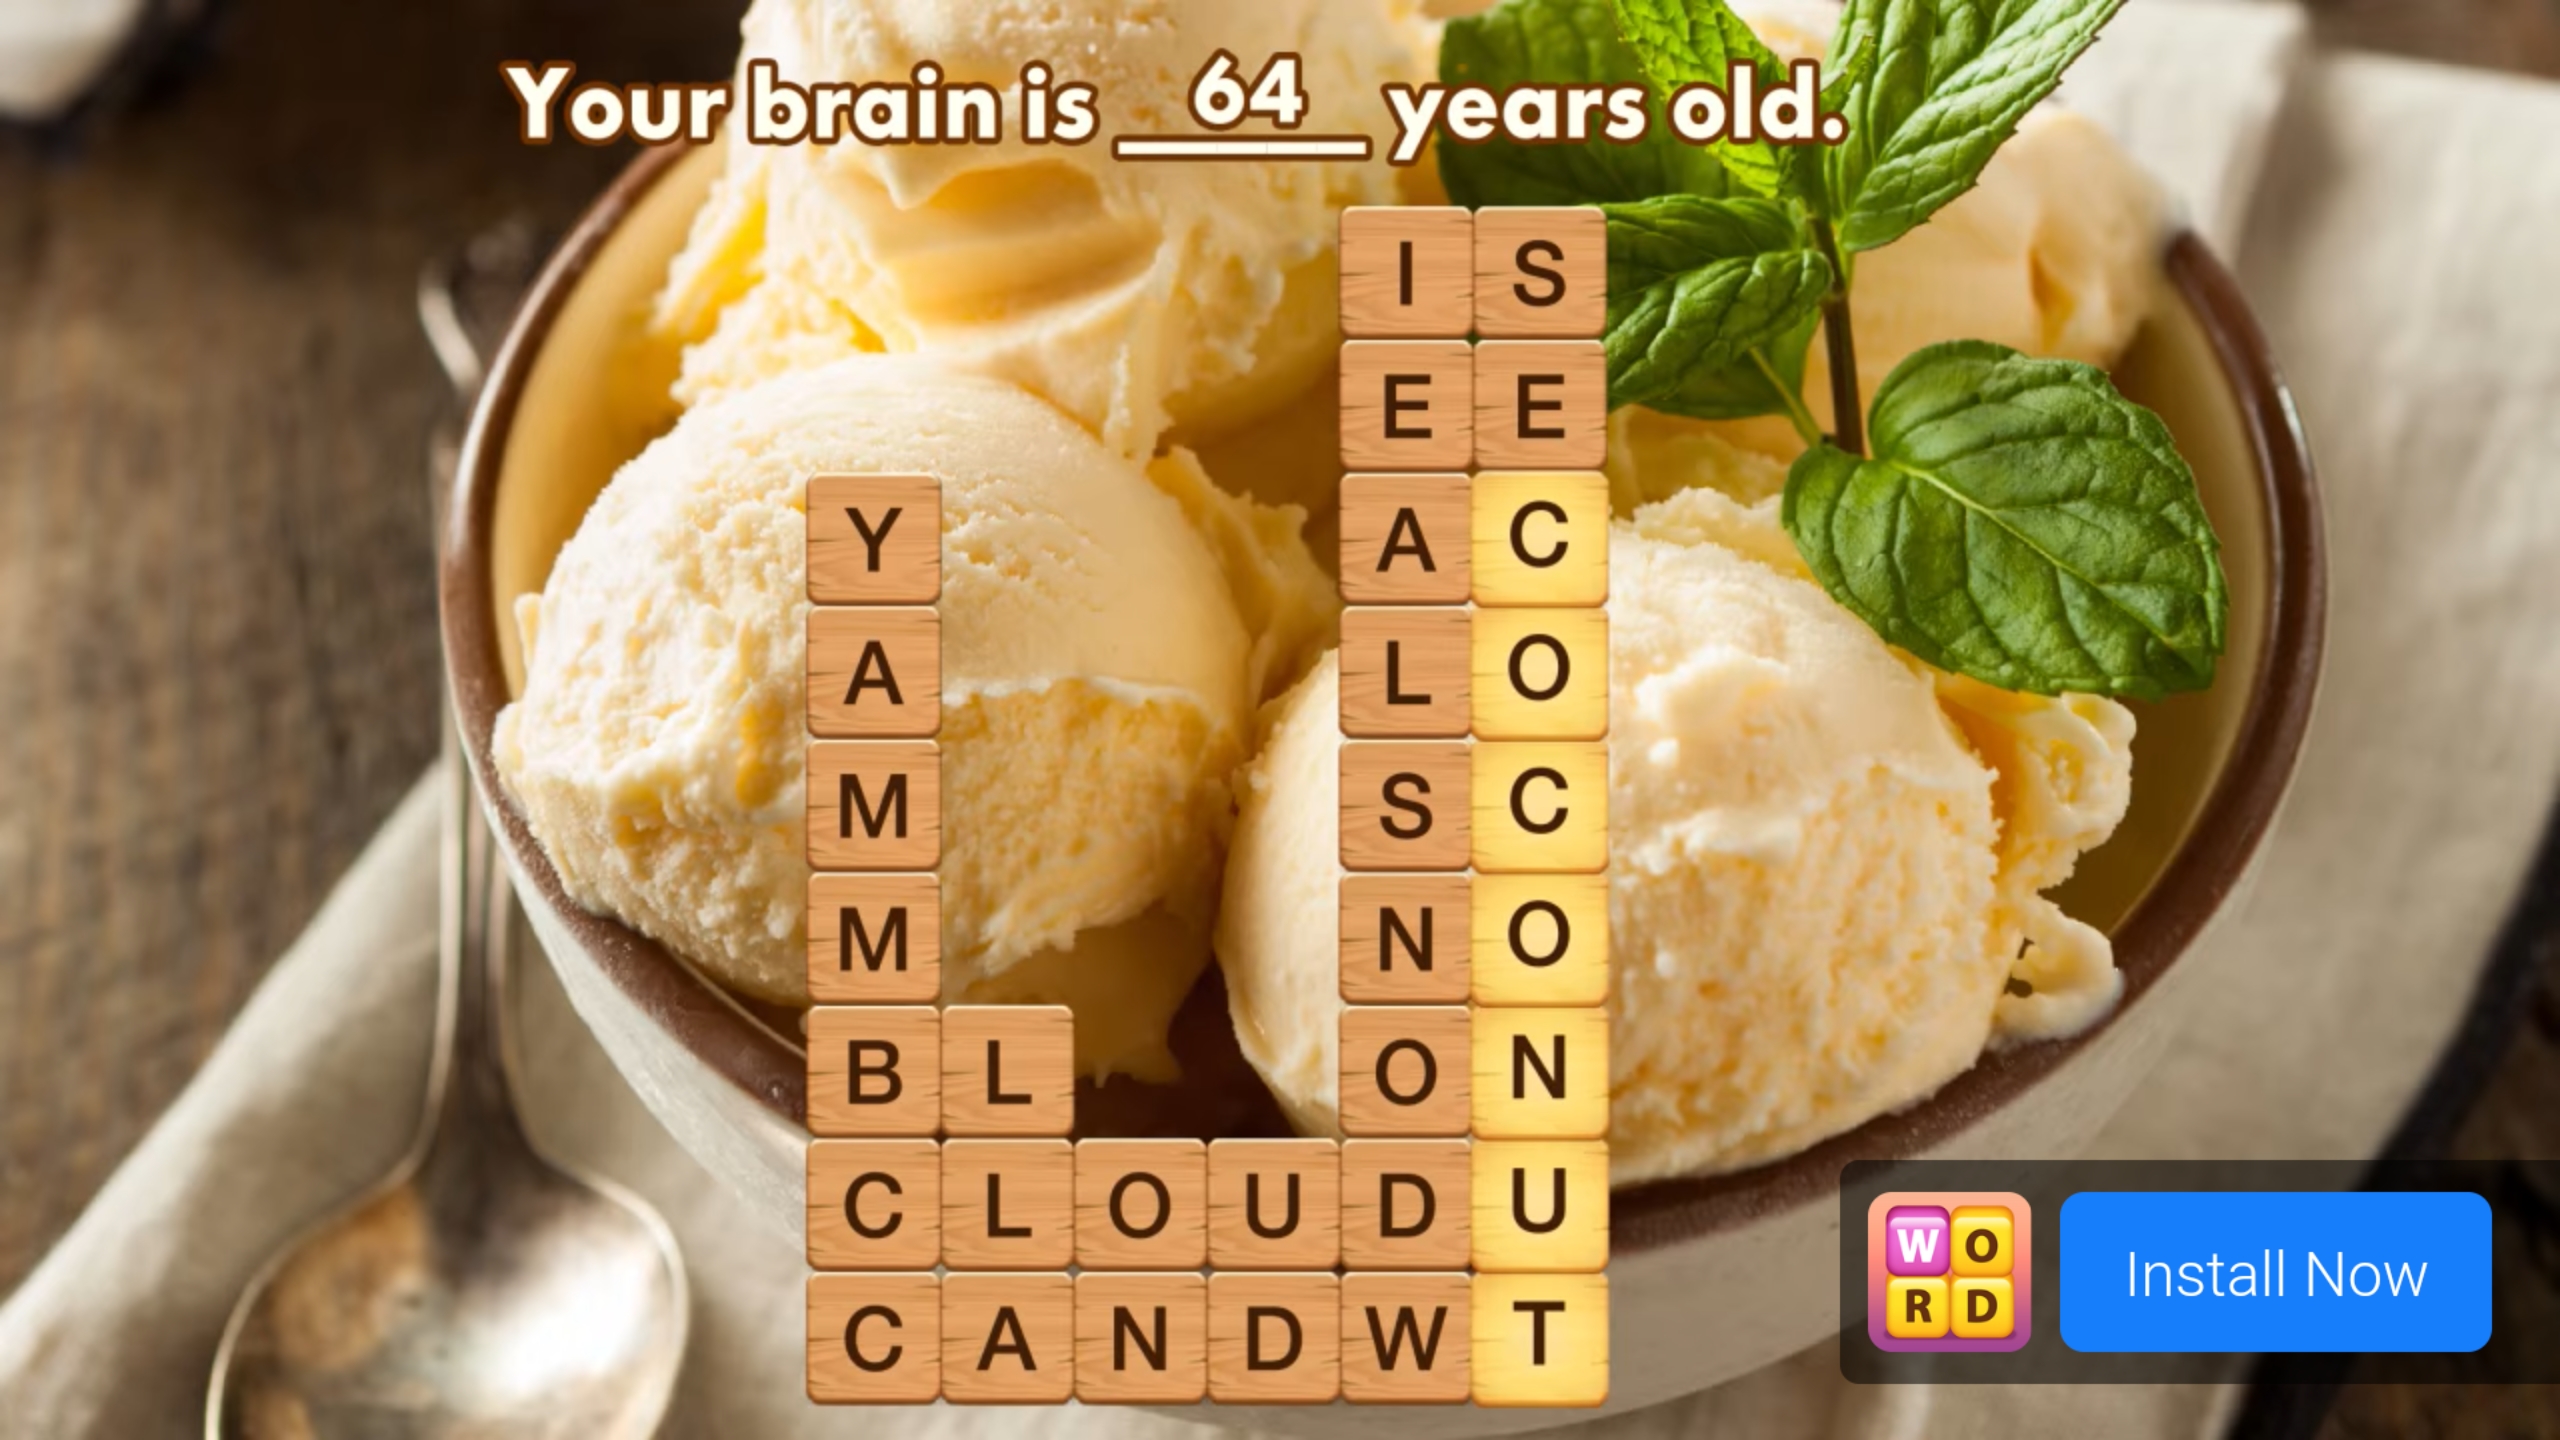 Your brain is 64 years old.
I S
E E
Y A C
A L O
M S C
M N O
B L O N
C L O U D U
C A N D W T
W O
R D
Install Now